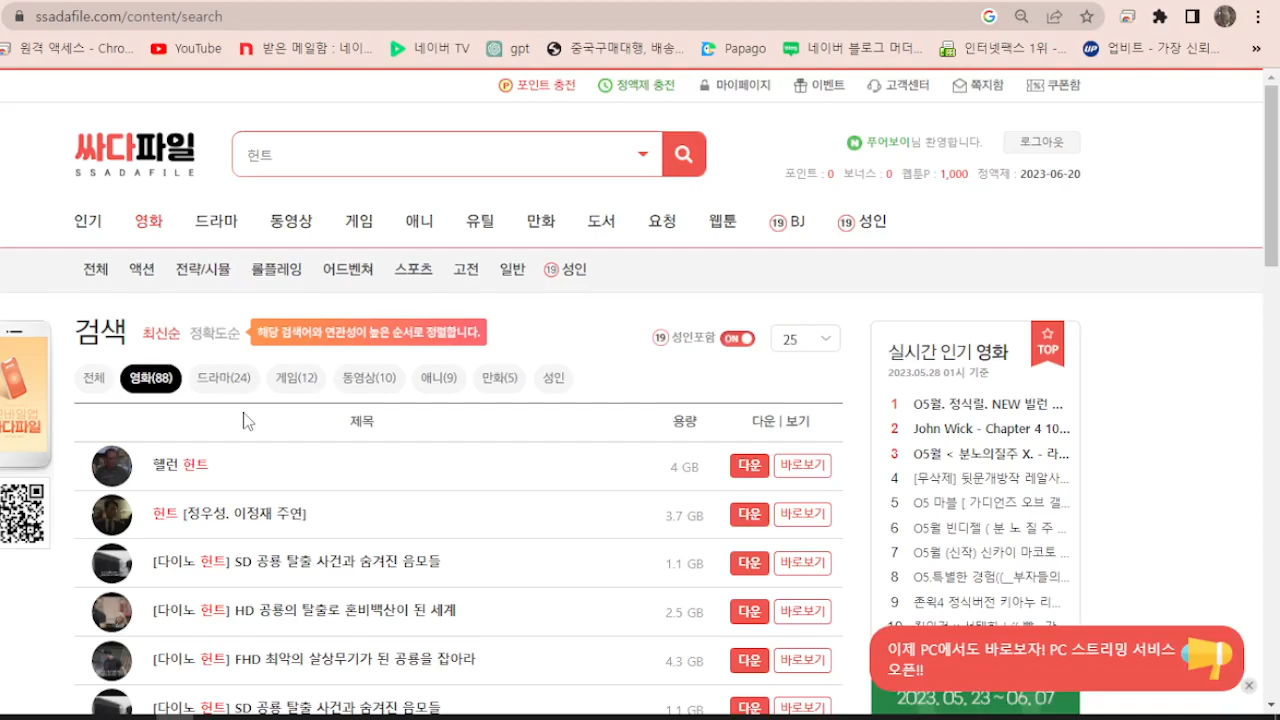 ssadafile.com/content/search
원격 액세스 - Chro... YouTube 받은 메일함 : 네이... 네이버 TV gpt 중국구매대행, 배송... Papago 네이버 블로그 머더... 인터넷팩스 1위 -... 업비트 - 가장 신뢰... »
포인트 충전 정액제 충전 마이페이지 이벤트 고객센터 쪽지함 쿠폰함
싸다파일
SSADAFILE
헌트
푸어보이님 환영합니다. 로그아웃
포인트 : 0 보너스 : 0 웹툰P : 1,000 정액제 : 2023-06-20
인기 영화 드라마 동영상 게임 애니 유틸 만화 도서 요청 웹툰 19 BJ 19 성인
전체 액션 전략/시뮬 롤플레잉 어드벤쳐 스포츠 고전 일반 19 성인
검색 최신순 정확도순 해당 검색어와 연관성이 높은 순서로 정렬합니다. 19 성인포함 ON 25
전체 영화(88) 드라마(24) 게임(12) 동영상(10) 애니(9) 만화(5) 성인
제목 용량 다운 | 보기
헬런 헌트 4 GB 다운 바로보기
헌트 [정우성. 이정재 주연] 3.7 GB 다운 바로보기
[다이노 헌트] SD 공룡 탈출 사건과 숨겨진 음모들 1.1 GB 다운 바로보기
[다이노 헌트] HD 공룡의 탈출로 혼비백산이 된 세계 2.5 GB 다운 바로보기
[다이노 헌트] FHD 최악의 살상무기가 된 공룡을 잡아라 4.3 GB 다운 바로보기
[다이노 헌트] SD 공룡 탈출 사건과 숨겨진 음모들 1.1 GB 다운 바로보기
실시간 인기 영화 TOP
2023.05.28 01시 기준
1 O5월. 정식릴. NEW 빌런 ...
2 John Wick - Chapter 4 10...
3 O5월 < 분노의질주 X. - 라...
4 [무삭제] 뒷문개방작 레알사...
5 O5 마블 [ 가디언즈 오브 갤...
6 O5월 빈디젤 ( 분 노 질 주 ...
7 O5월 (신작) 신카이 마코토 ...
8 O5.특별한 경험((__부자들의...
9 존윅4 정식버전 키아누 리...
10
이제 PC에서도 바로보자! PC 스트리밍 서비스
오픈!!
2023. 05. 23 ~ 06. 07